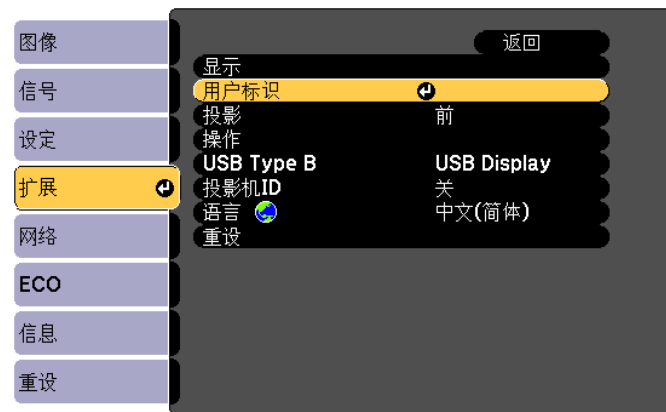 图像
信号
设定
扩展
网络
ECO
信息
重设
返回
显示
用户标识
投影 前
操作
USB Type B USB Display
投影机ID 关
语言 中文(简体)
重设